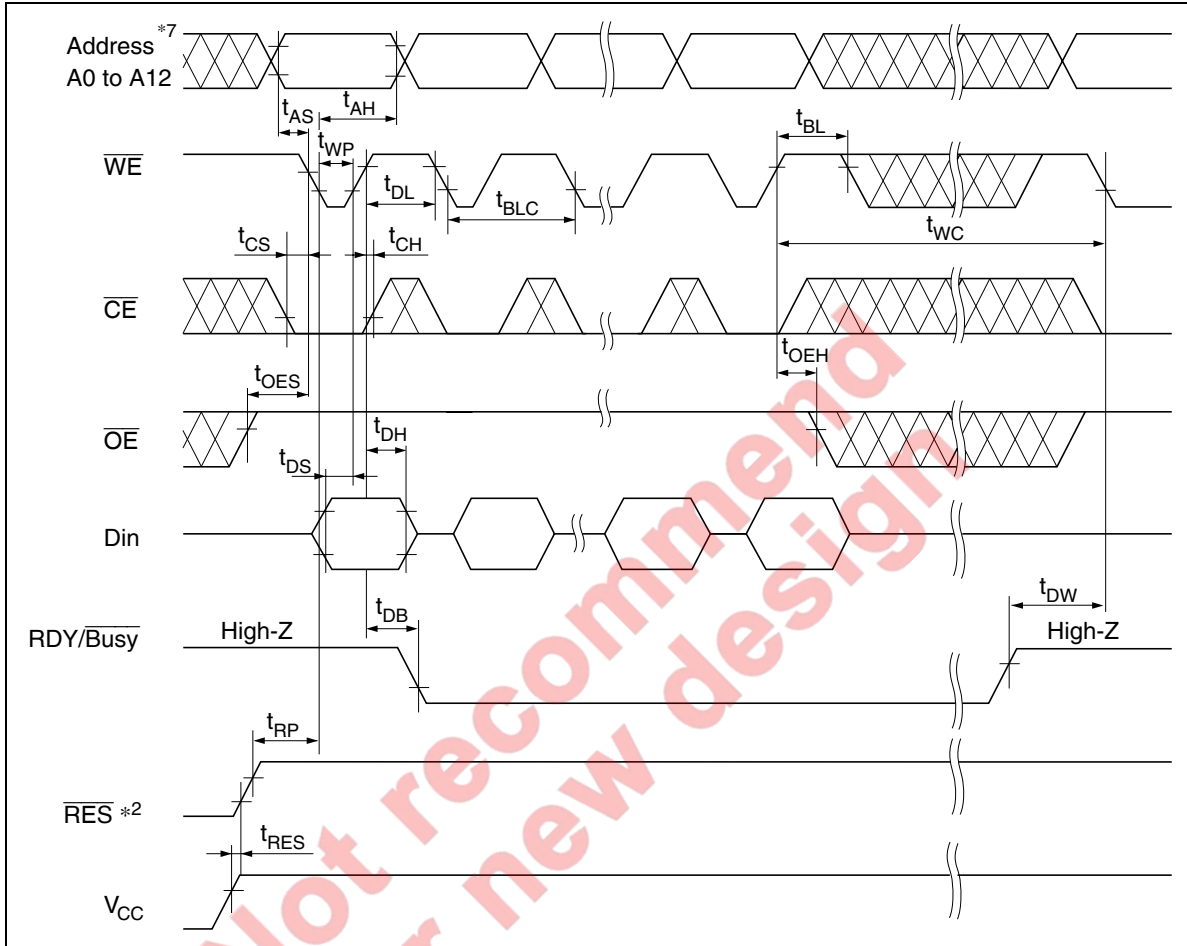 Address *7
A0 to A12
tAS
tAH
tBL
WE
tWP
tDL
tBLC
tWC
tCS
tCH
CE
tOES
tOEH
OE
tDH
tDS
Din
tDB
tDW
RDY/Busy
High-Z
High-Z
tRP
RES *2
tRES
VCC
Not recommend
for new design